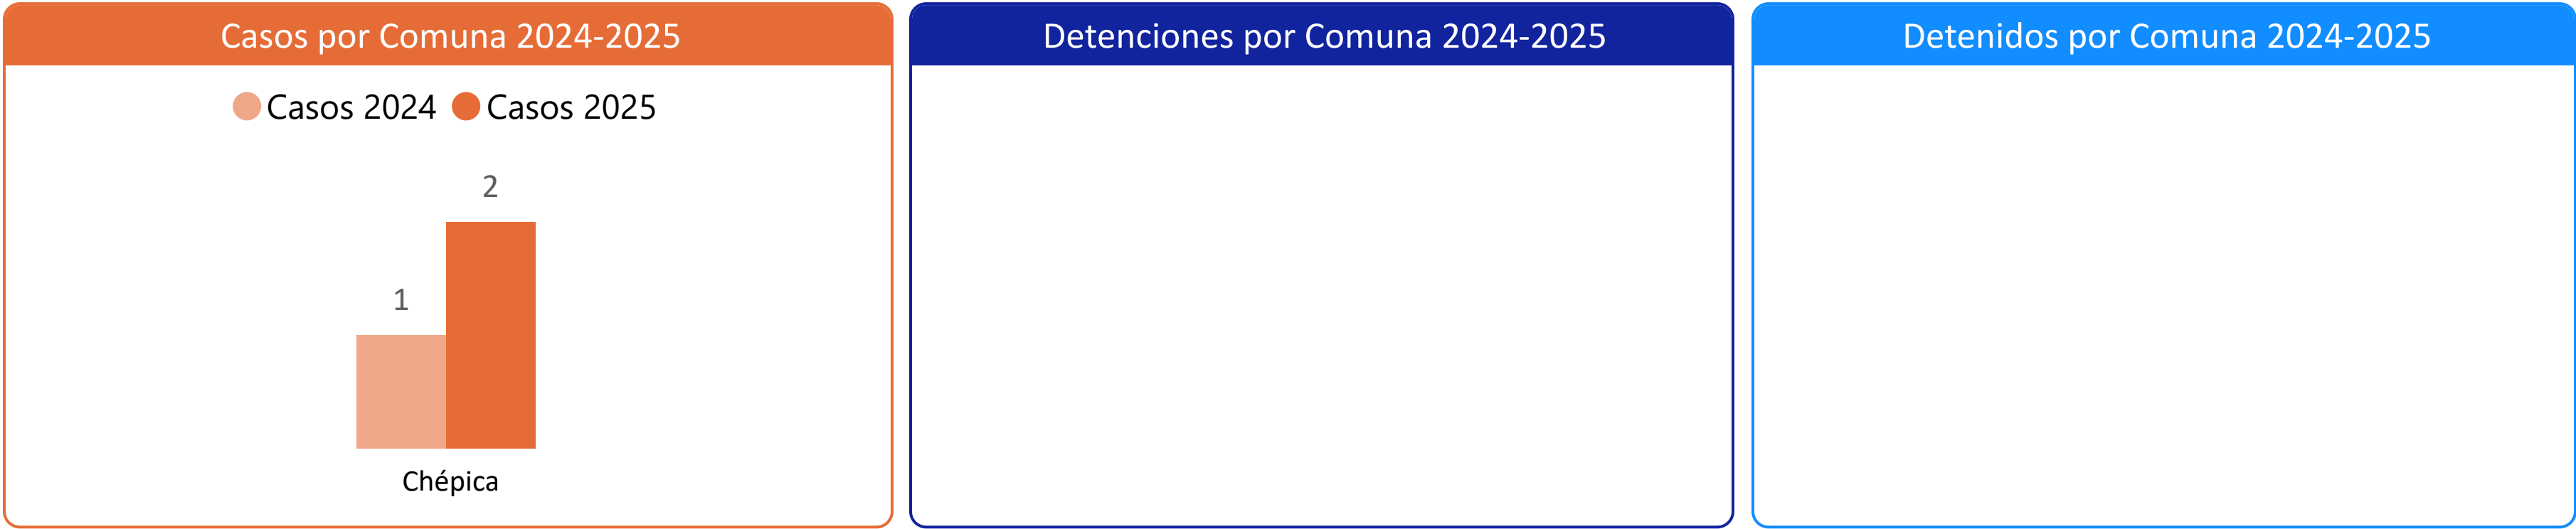 Casos por Comuna 2024-2025
Casos 2024 Casos 2025
2
1
Chépica
Detenciones por Comuna 2024-2025
Detenidos por Comuna 2024-2025